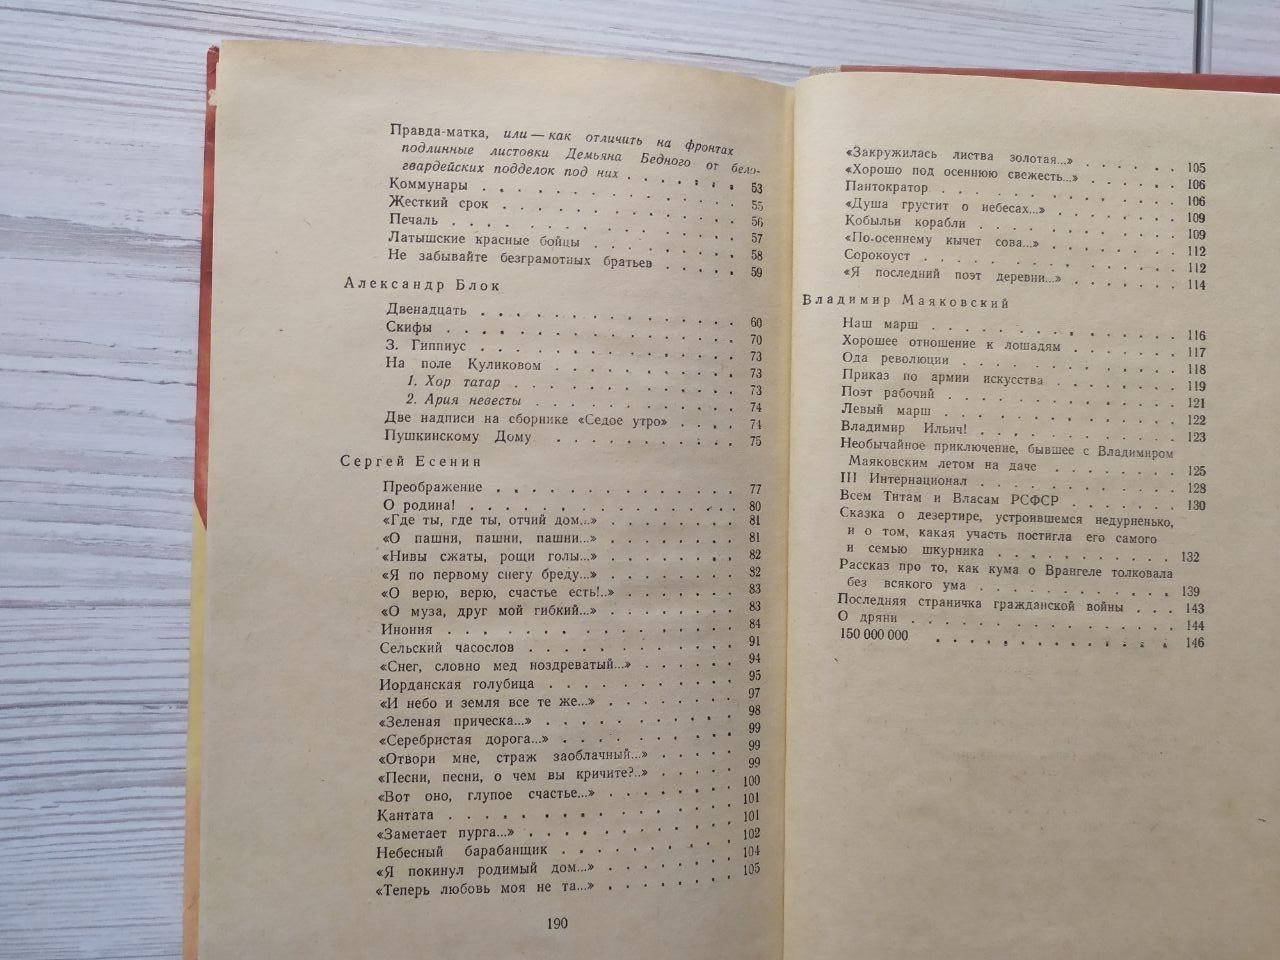 Правда-матка, или — как отличить на фронтах
подлинные листовки Демьяна Бедного от бело-
гвардейских подделок под них . . . . . . . 53
Коммунары . . . . . . . . . . . . . . . 55
Жесткий срок . . . . . . . . . . . . . . 56
Печаль . . . . . . . . . . . . . . . . 57
Латышские красные бойцы . . . . . . . . . 58
Не забывайте безграмотных братьев . . . . . 59
Александр Блок
Двенадцать . . . . . . . . . . . . . . . 60
Скифы . . . . . . . . . . . . . . . . 70
З. Гиппиус . . . . . . . . . . . . . . . 73
На поле Куликовом . . . . . . . . . . . . 73
1. Хор татар . . . . . . . . . . . . . 73
2. Ария невесты . . . . . . . . . . . . 74
Две надписи на сборнике «Седое утро» . . . . 74
Пушкинскому Дому . . . . . . . . . . . . 75
Сергей Есенин
Преображение . . . . . . . . . . . . . . 77
О родина! . . . . . . . . . . . . . . . 80
«Где ты, где ты, отчий дом...» . . . . . . . . 81
«О пашни, пашни, пашни...» . . . . . . . . 81
«Нивы сжаты, рощи голы...» . . . . . . . . 82
«Я по первому снегу бреду...» . . . . . . . . 82
«О верю, верю, счастье есть!..» . . . . . . . 83
«О муза, друг мой гибкий...» . . . . . . . . 83
Инония . . . . . . . . . . . . . . . . 84
Сельский часослов . . . . . . . . . . . . 91
«Снег, словно мед ноздреватый...» . . . . . . 94
Иорданская голубица . . . . . . . . . . . 95
«И небо и земля все те же...» . . . . . . . . 97
«Зеленая прическа...» . . . . . . . . . . . 98
«Серебристая дорога...» . . . . . . . . . . 99
«Отвори мне, страж заоблачный...» . . . . . . 99
«Песни, песни, о чем вы кричите?..» . . . . . 99
«Вот оно, глупое счастье...» . . . . . . . . 100
Кантата . . . . . . . . . . . . . . . . 101
«Заметает пурга...» . . . . . . . . . . . . 101
Небесный барабанщик . . . . . . . . . . . 102
«Я покинул родимый дом...» . . . . . . . . 104
«Теперь любовь моя не та...» . . . . . . . . 105
190
«Закружилась листва золотая...» . . . . . . 105
«Хорошо под осеннюю свежесть...» . . . . . . 106
Пантократор . . . . . . . . . . . . . . 106
«Душа грустит о небесах...» . . . . . . . . 109
Кобыльи корабли . . . . . . . . . . . . 109
«По-осеннему кычет сова...» . . . . . . . . 112
Сорокоуст . . . . . . . . . . . . . . . 112
«Я последний поэт деревни...» . . . . . . . 114
Владимир Маяковский
Наш марш . . . . . . . . . . . . . . . 116
Хорошее отношение к лошадям . . . . . . . 117
Ода революции . . . . . . . . . . . . . 118
Приказ по армии искусства . . . . . . . . 119
Поэт рабочий . . . . . . . . . . . . . . 121
Левый марш . . . . . . . . . . . . . . 122
Владимир Ильич! . . . . . . . . . . . . 123
Необычайное приключение, бывшее с Владимиром
Маяковским летом на даче . . . . . . . . 125
III Интернационал . . . . . . . . . . . . 128
Всем Титам и Власам РСФСР . . . . . . . . 130
Сказка о дезертире, устроившемся недурненько,
и о том, какая участь постигла его самого
и семью шкурника . . . . . . . . . . . 132
Рассказ про то, как кума о Врангеле толковала
без всякого ума . . . . . . . . . . . . 139
Последняя страничка гражданской войны . . . 143
О дряни . . . . . . . . . . . . . . . . 144
150 000 000 . . . . . . . . . . . . . . 146